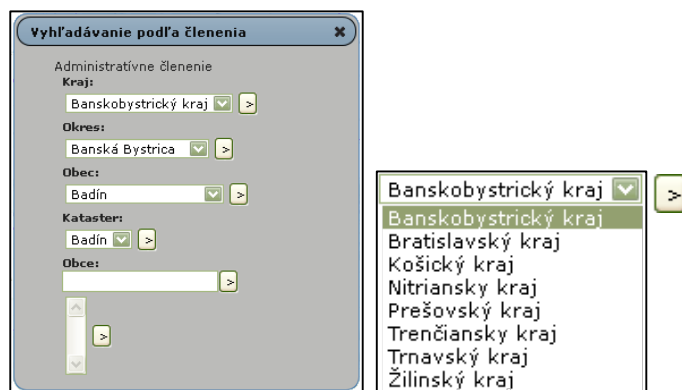 Vyhľadávanie podľa členenia
Administratívne členenie
Kraj:
Banskobystrický kraj >
Okres:
Banská Bystrica >
Obec:
Badín >
Kataster:
Badín >
Obce:
>
>
Banskobystrický kraj >
Banskobystrický kraj
Bratislavský kraj
Košický kraj
Nitriansky kraj
Prešovský kraj
Trenčiansky kraj
Trnavský kraj
Žilinský kraj